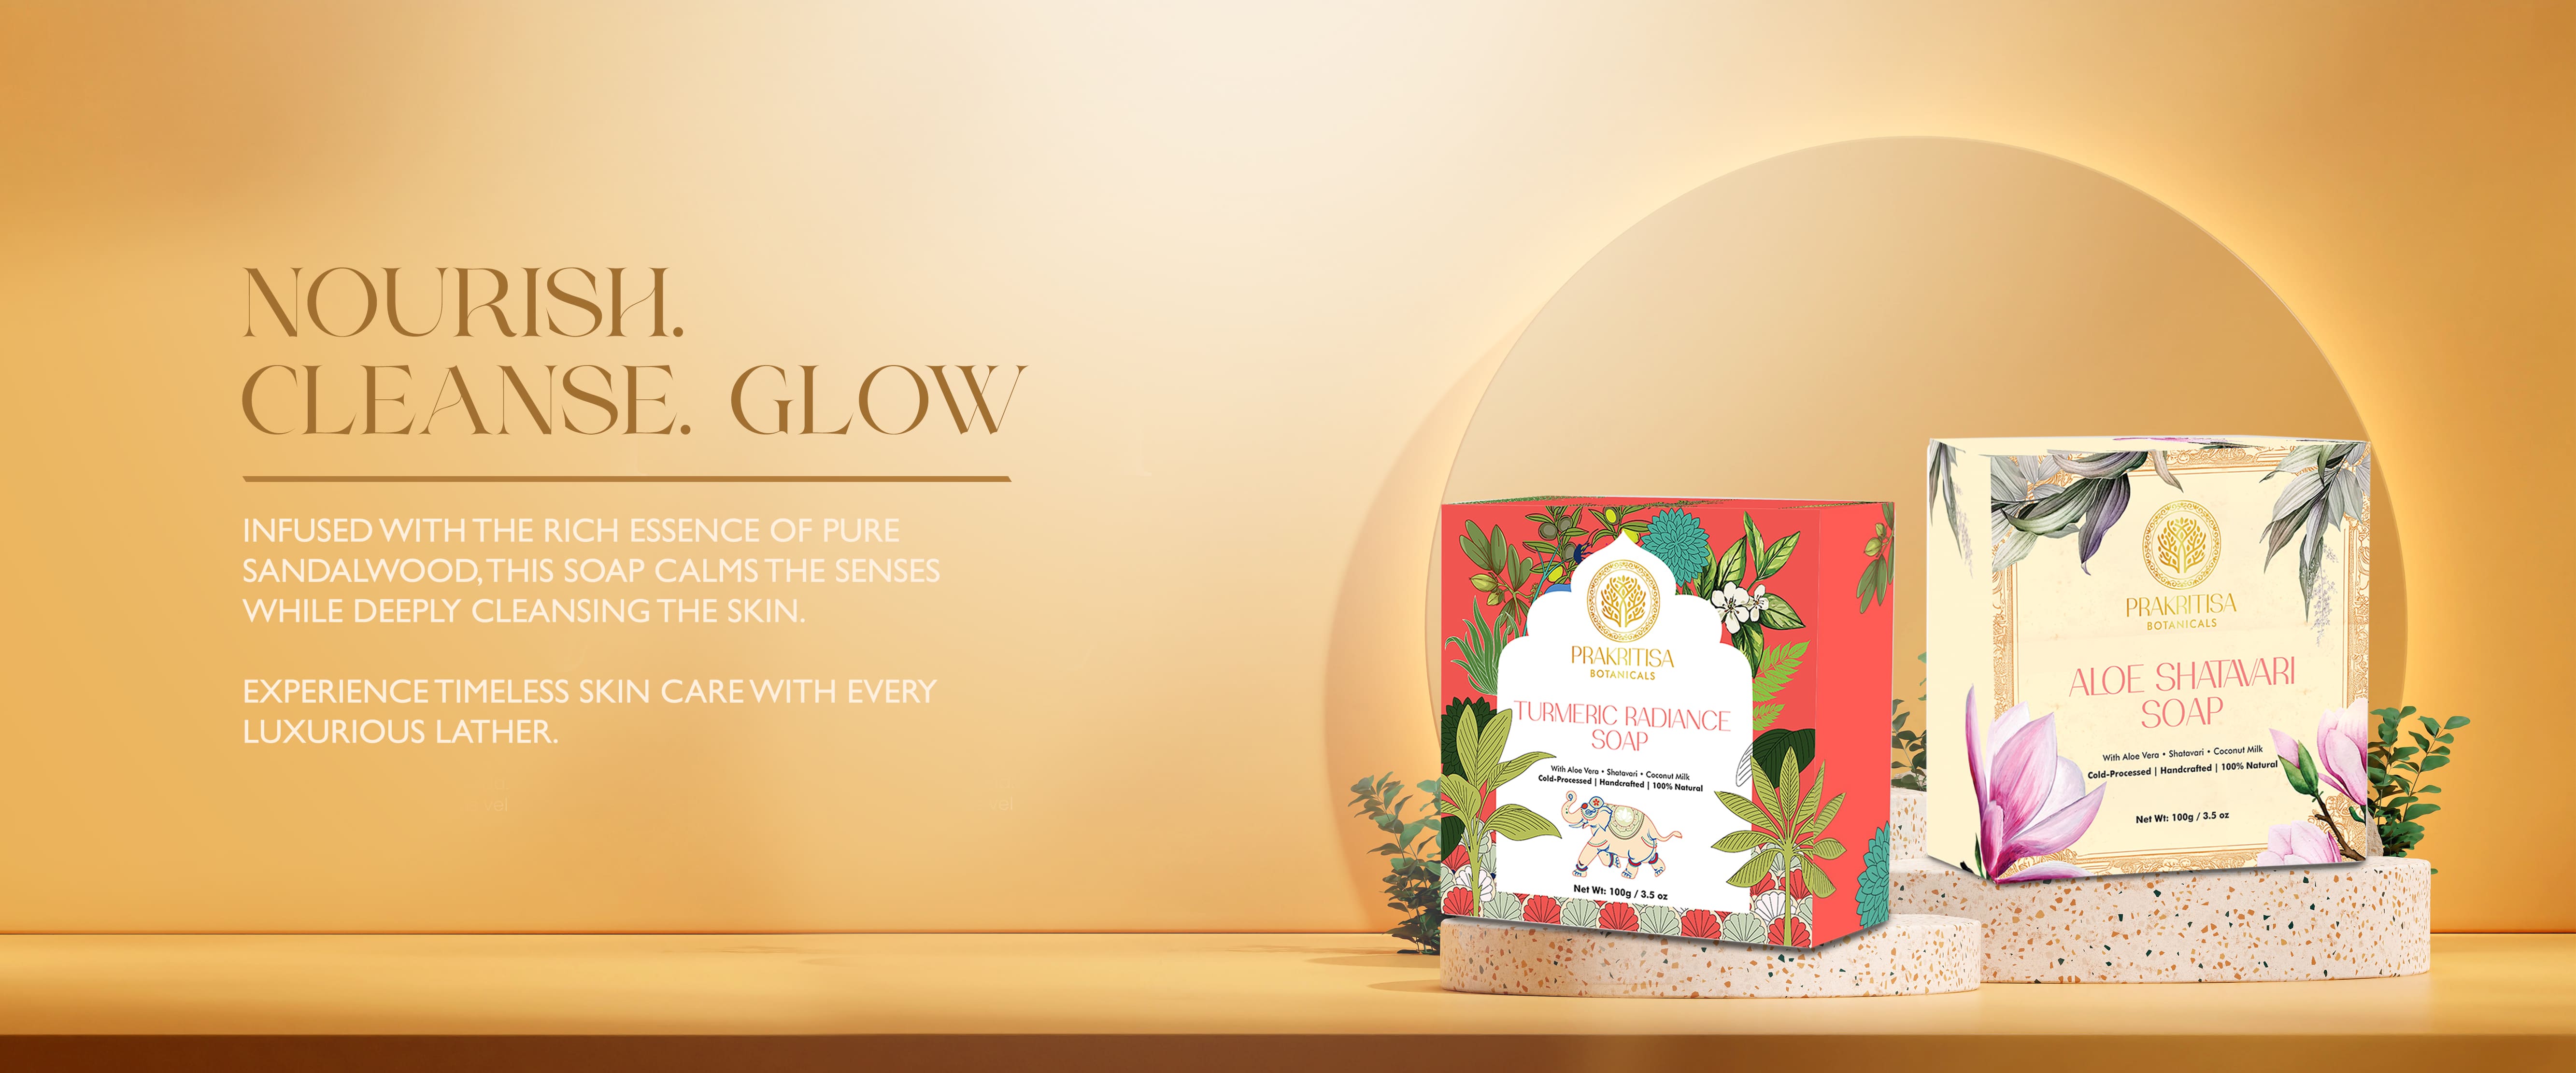 NOURISH.
CLEANSE. GLOW
INFUSED WITH THE RICH ESSENCE OF PURE
SANDALWOOD, THIS SOAP CALMS THE SENSES
WHILE DEEPLY CLEANSING THE SKIN.
EXPERIENCE TIMELESS SKIN CARE WITH EVERY
LUXURIOUS LATHER.
PRAKRITISA
BOTANICALS
TURMERIC RADIANCE
SOAP
With Aloe Vera • Shatavari • Coconut Milk
Cold-Processed | Handcrafted | 100% Natural
Net Wt: 100g / 3.5 oz
PRAKRITISA
BOTANICALS
ALOE SHATAVARI
SOAP
With Aloe Vera • Shatavari • Coconut Milk
Cold-Processed | Handcrafted | 100% Natural
Net Wt: 100g / 3.5 oz